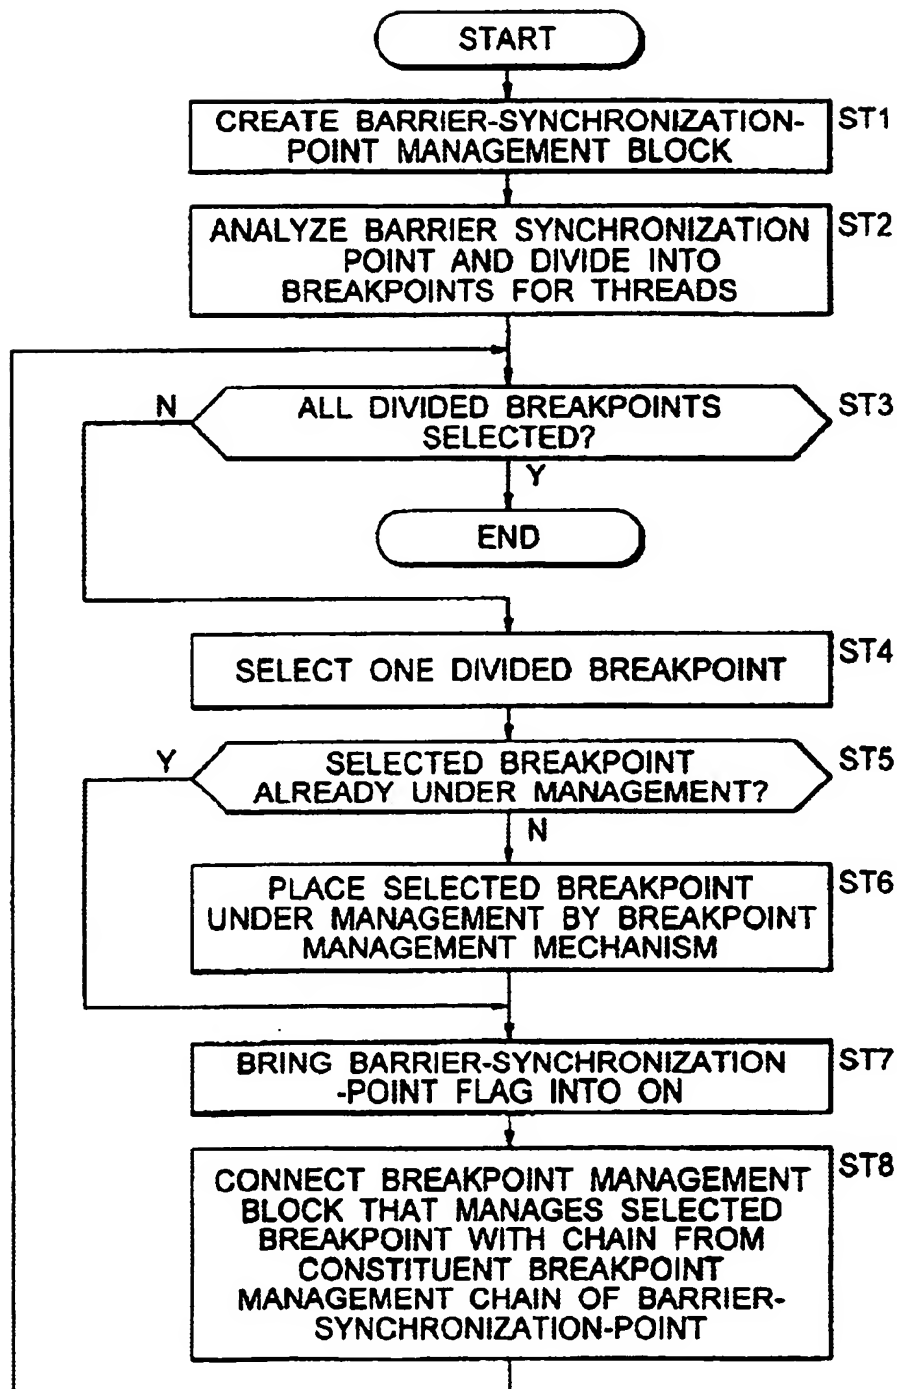 START
CREATE BARRIER-SYNCHRONIZATION-
POINT MANAGEMENT BLOCK
ST1
ANALYZE BARRIER SYNCHRONIZATION
POINT AND DIVIDE INTO
BREAKPOINTS FOR THREADS
ST2
N
ALL DIVIDED BREAKPOINTS
SELECTED?
ST3
Y
END
SELECT ONE DIVIDED BREAKPOINT
ST4
Y
SELECTED BREAKPOINT
ALREADY UNDER MANAGEMENT?
ST5
N
PLACE SELECTED BREAKPOINT
UNDER MANAGEMENT BY BREAKPOINT
MANAGEMENT MECHANISM
ST6
BRING BARRIER-SYNCHRONIZATION
-POINT FLAG INTO ON
ST7
CONNECT BREAKPOINT MANAGEMENT
BLOCK THAT MANAGES SELECTED
BREAKPOINT WITH CHAIN FROM
CONSTITUENT BREAKPOINT
MANAGEMENT CHAIN OF BARRIER-
SYNCHRONIZATION-POINT
ST8